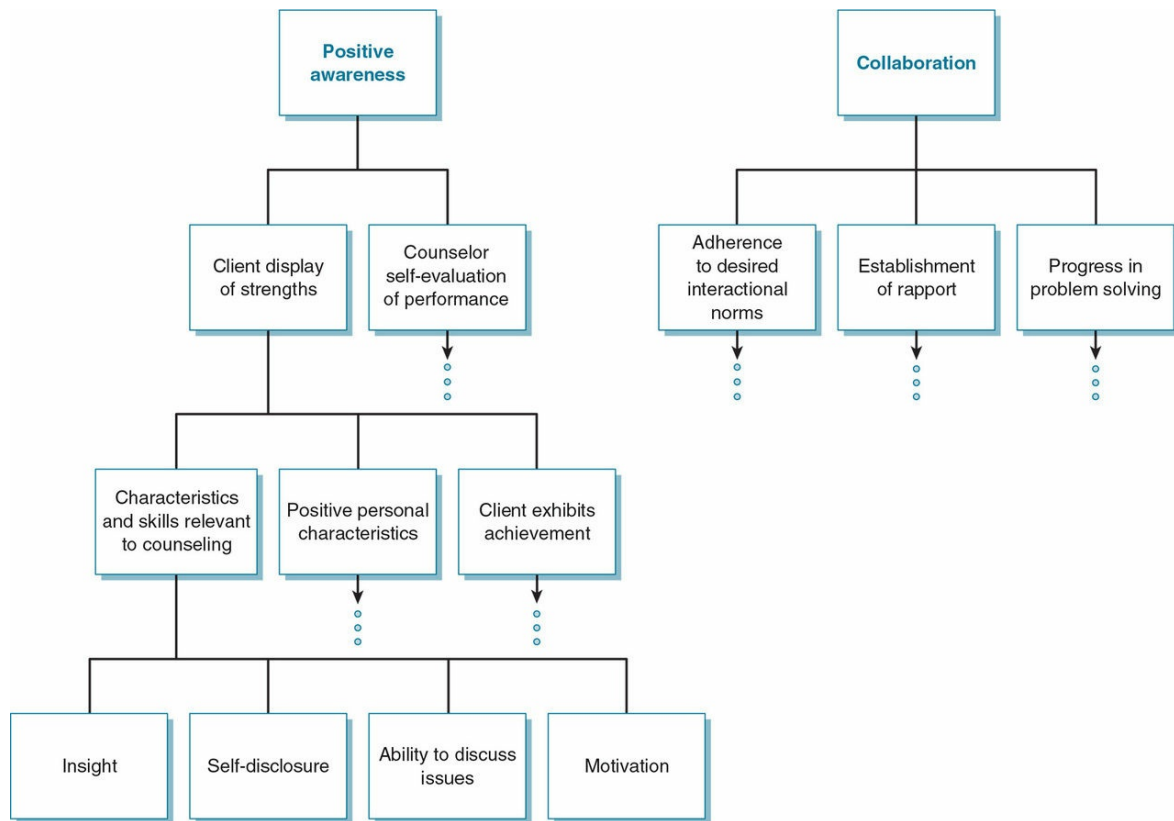 Positive
awareness
Collaboration
Client display
of strengths
Counselor
self-evaluation
of performance
Adherence
to desired
interactional
norms
Establishment
of rapport
Progress in
problem solving
Characteristics
and skills relevant
to counseling
Positive personal
characteristics
Client exhibits
achievement
Insight
Self-disclosure
Ability to discuss
issues
Motivation